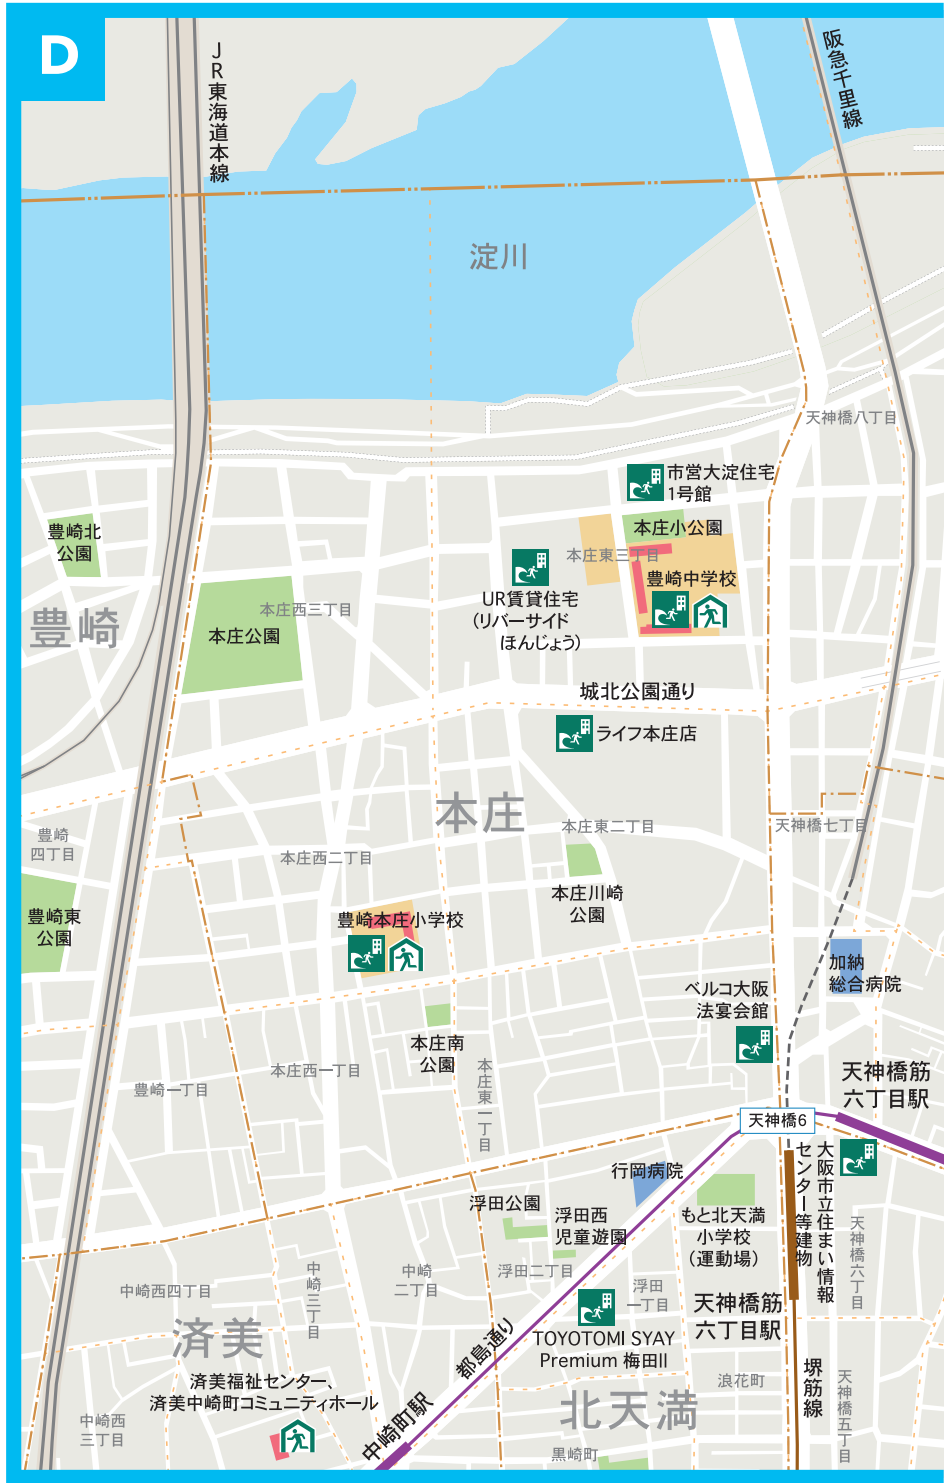 D
JR東海道本線
阪急千里線
淀川
天神橋八丁目
市営大淀住宅
1号館
豊崎北
公園
本庄小公園
本庄東三丁目
豊崎中学校
UR賃貸住宅
(リバーサイド
ほんじょう)
豊崎
本庄西三丁目
本庄公園
城北公園通り
ライフ本庄店
本庄
豊崎
四丁目
本庄西二丁目
本庄東二丁目
天神橋七丁目
本庄川崎
公園
豊崎東
公園
豊崎本庄小学校
加納
総合病院
ベルコ大阪
法宴会館
本庄南
公園
本庄東一丁目
本庄西一丁目
豊崎一丁目
天神橋筋
六丁目駅
天神橋6
大阪市立住まい情報
センター等建物
行岡病院
浮田公園
浮田西
児童遊園
もと北天満
小学校
(運動場)
天神橋六丁目
中崎西四丁目
中崎三丁目
中崎
二丁目
浮田二丁目
浮田
一丁目
天神橋筋
六丁目駅
済美
都島通り
TOYOTOMI SYAY
Premium 梅田II
堺筋線
浪花町
天神橋五丁目
済美福祉センター、
済美中崎町コミュニティホール
北天満
中崎西
三丁目
中崎町駅
黒崎町